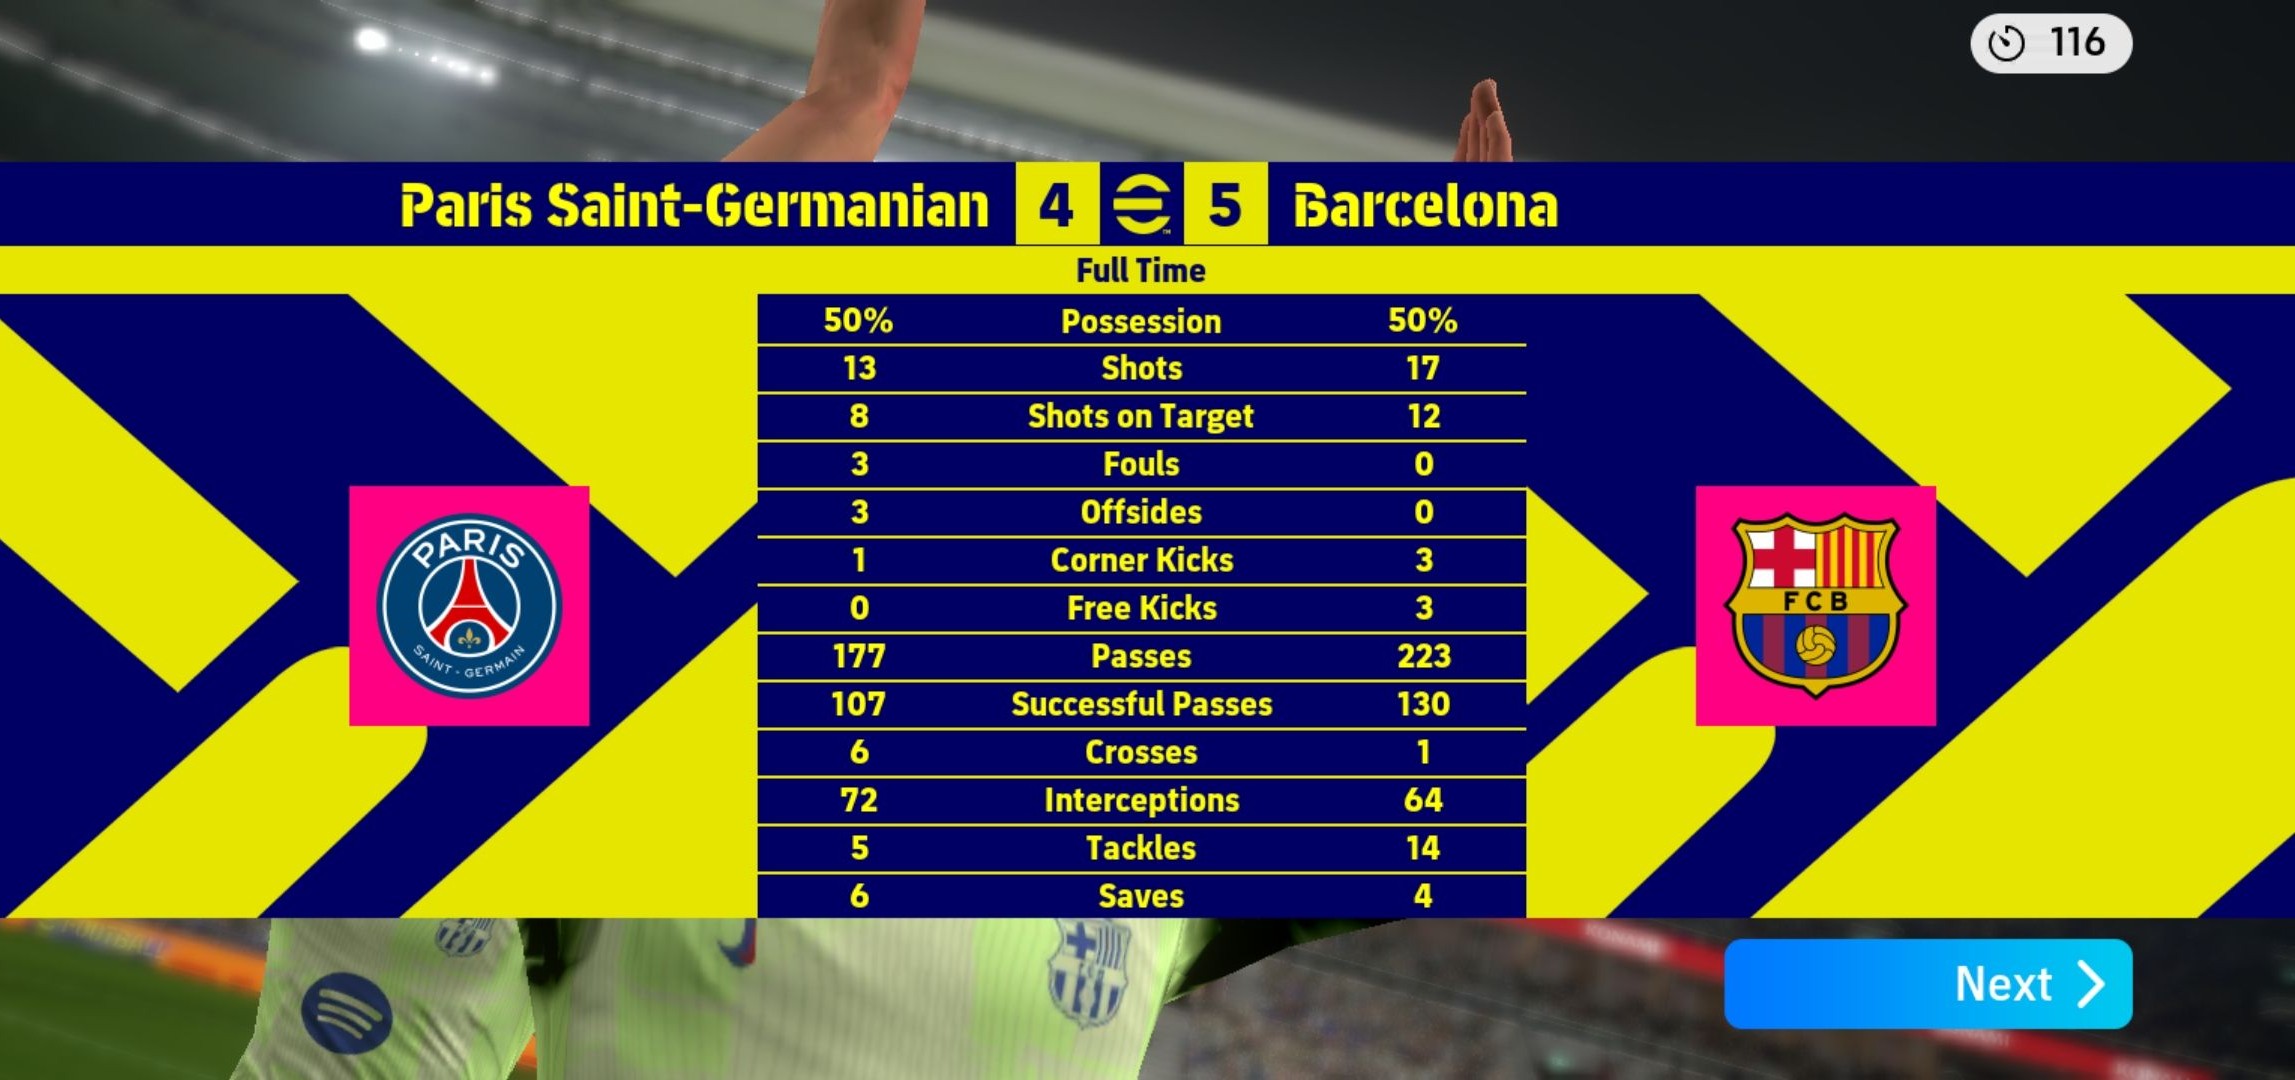 116
Paris Saint-Germanian 4 5 Barcelona
Full Time
50% Possession 50%
13 Shots 17
8 Shots on Target 12
3 Fouls 0
3 Offsides 0
1 Corner Kicks 3
0 Free Kicks 3
177 Passes 223
107 Successful Passes 130
6 Crosses 1
72 Interceptions 64
5 Tackles 14
6 Saves 4
PARIS
SAINT-GERMAIN
FCB
Next